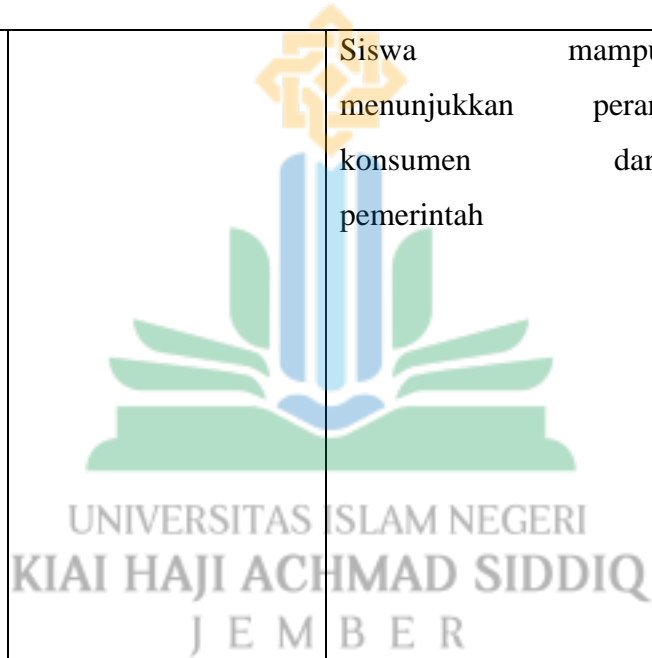 Siswa mampu
menunjukkan peran
konsumen dan
pemerintah
UNIVERSITAS ISLAM NEGERI
KIAI HAJI ACHMAD SIDDIQ
J E M B E R